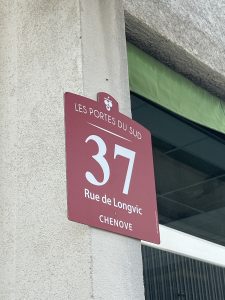 LES PORTES DU SUD
37
Rue de Longvic
CHENOVE